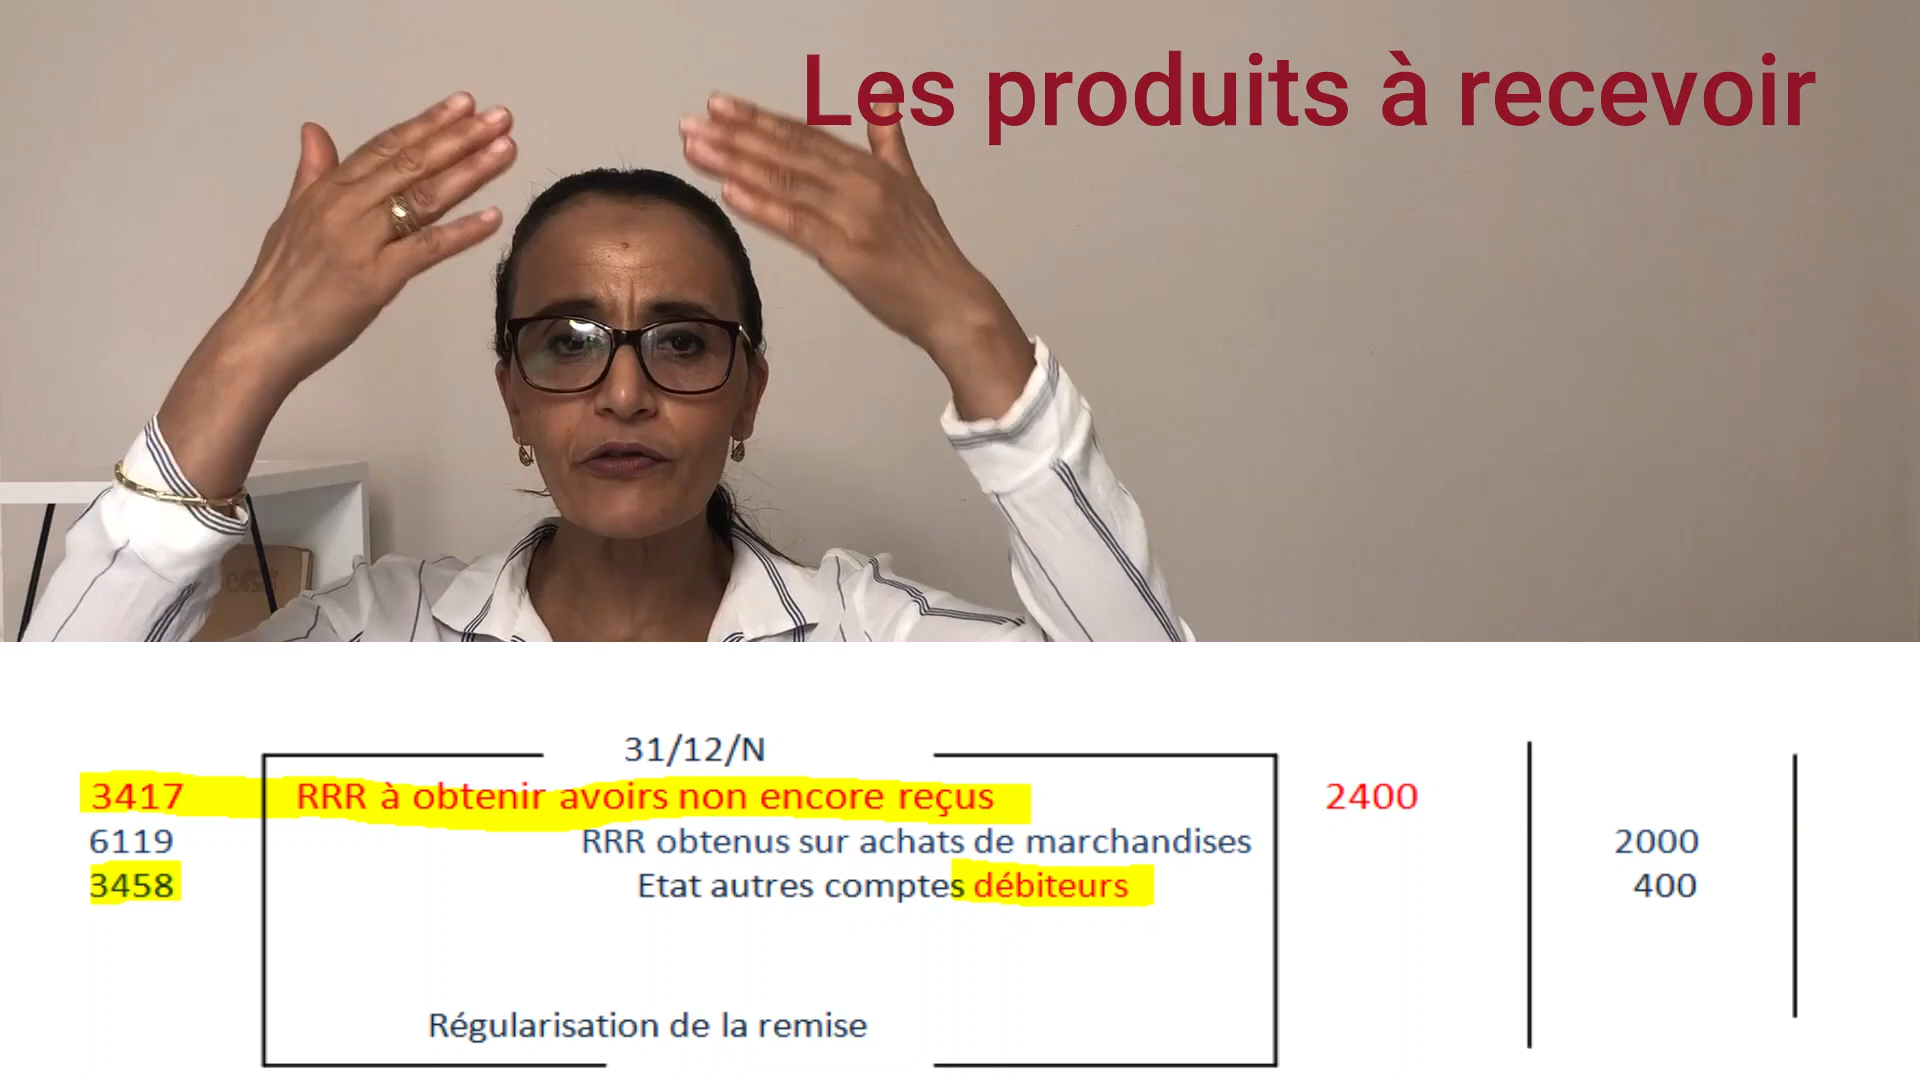 Les produits à recevoir
31/12/N
3417 RRR à obtenir avoirs non encore reçus 2400
6119 RRR obtenus sur achats de marchandises 2000
3458 Etat autres comptes débiteurs 400
Régularisation de la remise